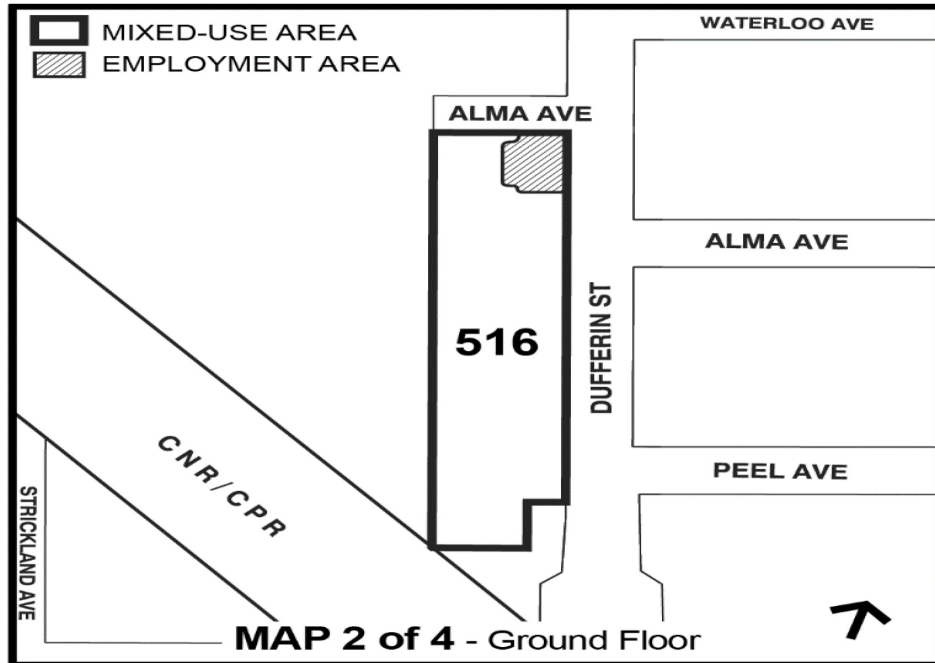 MIXED-USE AREA
EMPLOYMENT AREA
WATERLOO AVE
ALMA AVE
ALMA AVE
DUFFERIN ST
516
PEEL AVE
CNR/CPR
STRICKLAND AVE
MAP 2 of 4 - Ground Floor